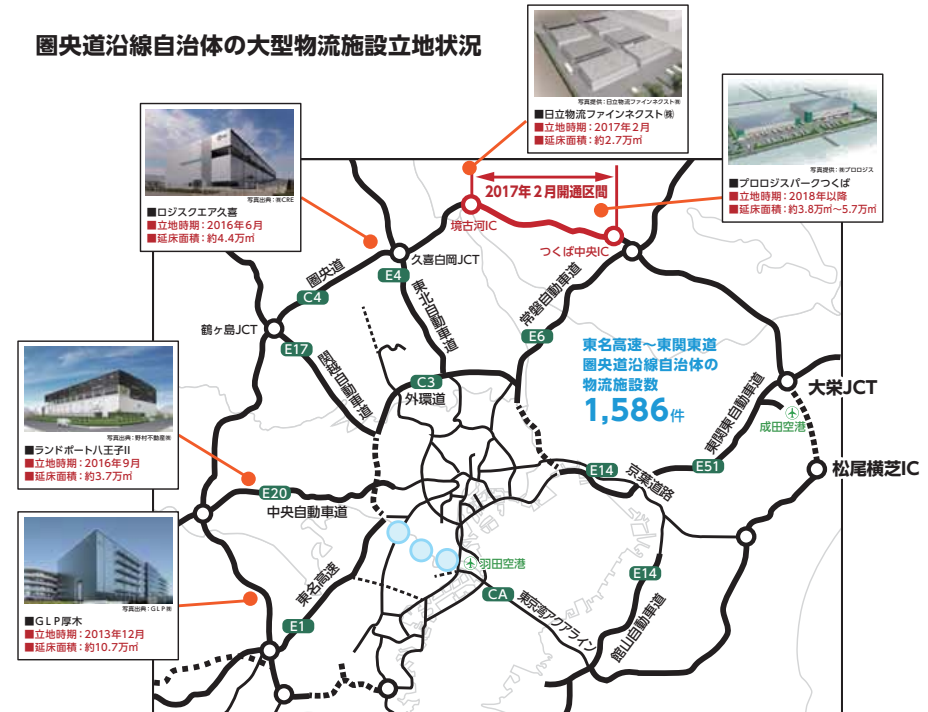 圏央道沿線自治体の大型物流施設立地状況
写真提供:日立物流ファインネクスト㈱
■日立物流ファインネクスト㈱
■立地時期:2017年2月
■延床面積:約2.7万㎡
写真提供:㈱プロロジス
■プロロジスパークつくば
■立地時期:2018年以降
■延床面積:約3.8万㎡~5.7万㎡
写真出典:㈱CRE
■ロジスクエア久喜
■立地時期:2016年6月
■延床面積:約4.4万㎡
2017年2月開通区間
境古河IC
つくば中央IC
久喜白岡JCT
圏央道
C4
E4
東北自動車道
常磐自動車道
E6
鶴ヶ島JCT
E17
関越自動車道
C3
外環道
東名高速~東関東道
圏央道沿線自治体の
物流施設数
1,586件
大栄JCT
成田空港
東関東自動車道
E51
松尾横芝IC
写真出典:野村不動産㈱
■ランドポート八王子II
■立地時期:2016年9月
■延床面積:約3.7万㎡
E20
中央自動車道
E14
京葉道路
羽田空港
CA
東京湾アクアライン
E14
館山自動車道
東名高速
E1
写真出典:GLP㈱
■GLP厚木
■立地時期:2013年12月
■延床面積:約10.7万㎡